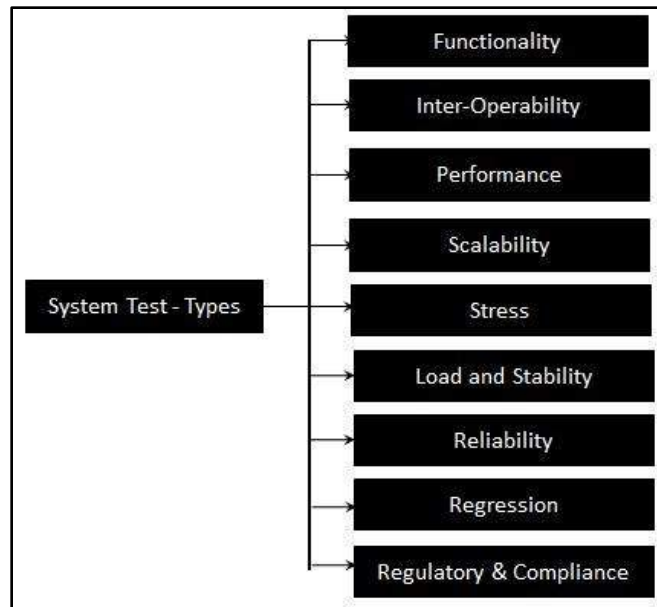 Functionality
Inter-Operability
Performance
Scalability
System Test - Types
Stress
Load and Stability
Reliability
Regression
Regulatory & Compliance